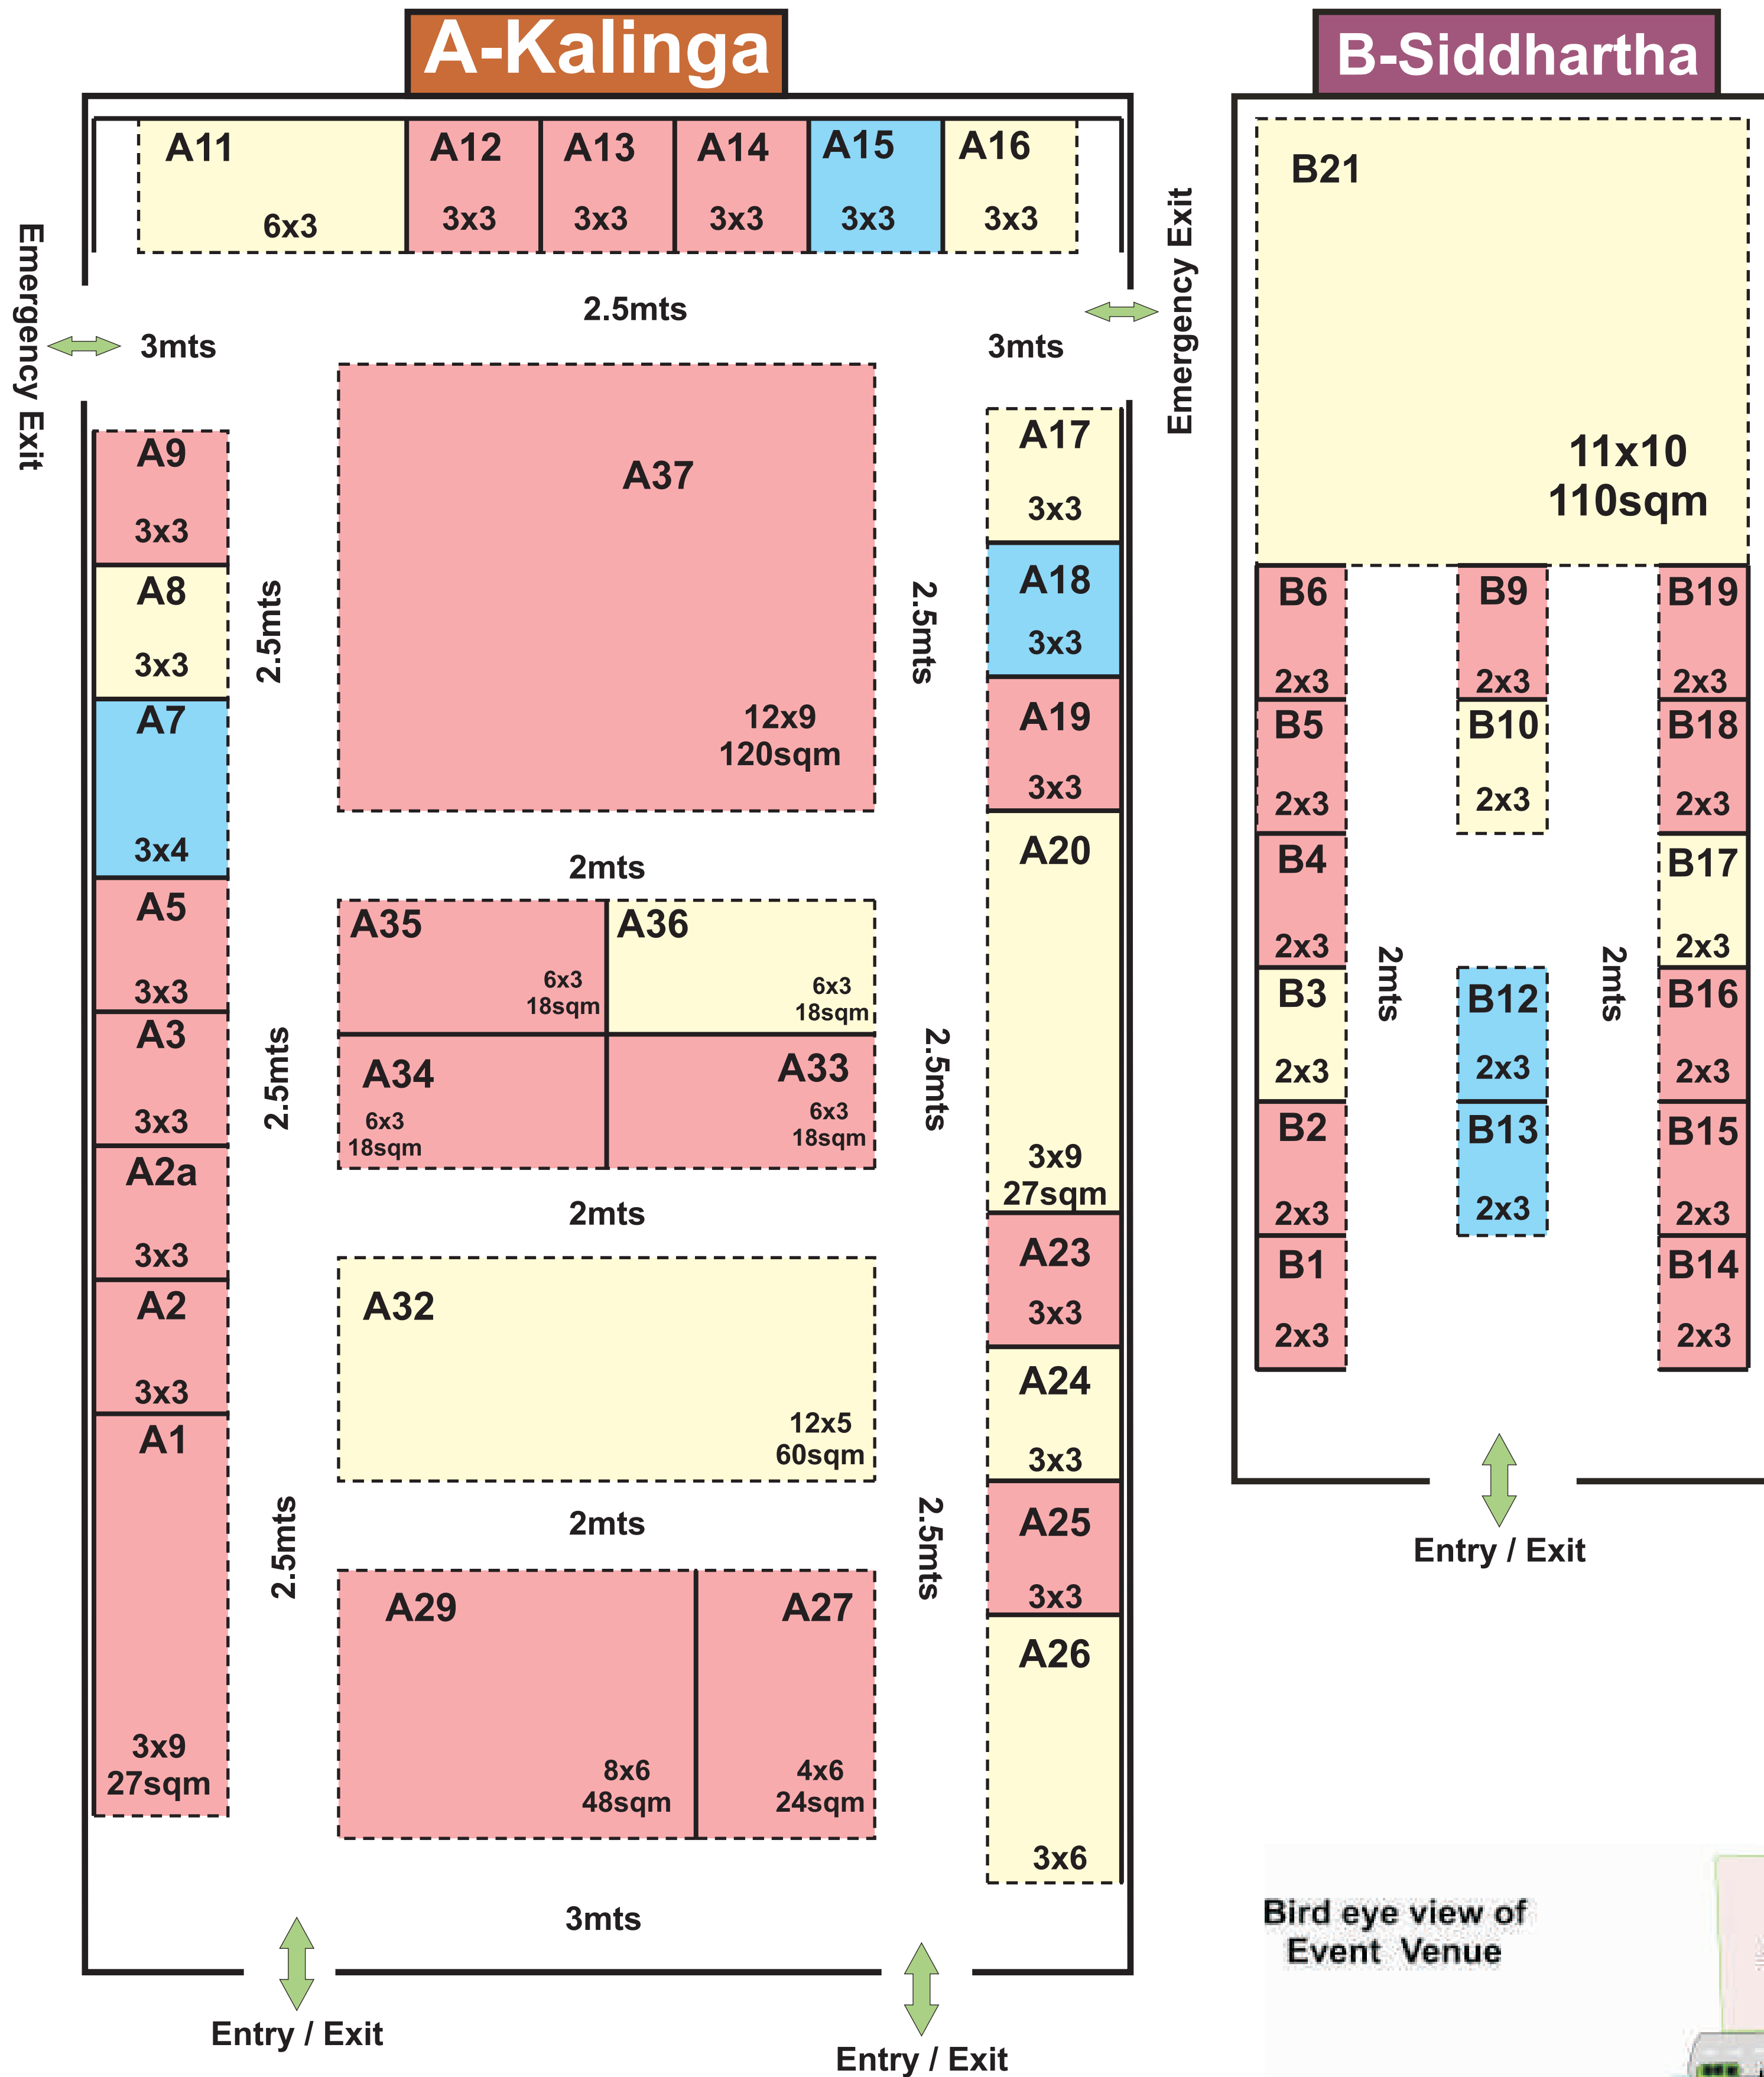 A-Kalinga
A11
6x3
A12
3x3
A13
3x3
A14
3x3
A15
3x3
A16
3x3
Emergency Exit
3mts
2.5mts
3mts
Emergency Exit
A9
3x3
A8
3x3
A7
3x4
A5
3x3
A3
3x3
A2a
3x3
A2
3x3
A1
3x9
27sqm
2.5mts
2.5mts
2.5mts
A37
12x9
120sqm
2mts
A35
6x3
18sqm
A36
6x3
18sqm
A34
6x3
18sqm
A33
6x3
18sqm
2mts
A32
12x5
60sqm
2mts
A29
8x6
48sqm
A27
4x6
24sqm
3mts
2.5mts
2.5mts
2.5mts
A17
3x3
A18
3x3
A19
3x3
A20
3x9
27sqm
A23
3x3
A24
3x3
A25
3x3
A26
3x6
Entry / Exit
Entry / Exit
B-Siddhartha
B21
11x10
110sqm
B6
2x3
B5
2x3
B4
2x3
B3
2x3
B2
2x3
B1
2x3
2mts
B9
2x3
B10
2x3
B12
2x3
B13
2x3
2mts
B19
2x3
B18
2x3
B17
2x3
B16
2x3
B15
2x3
B14
2x3
Entry / Exit
Bird eye view of
Event Venue